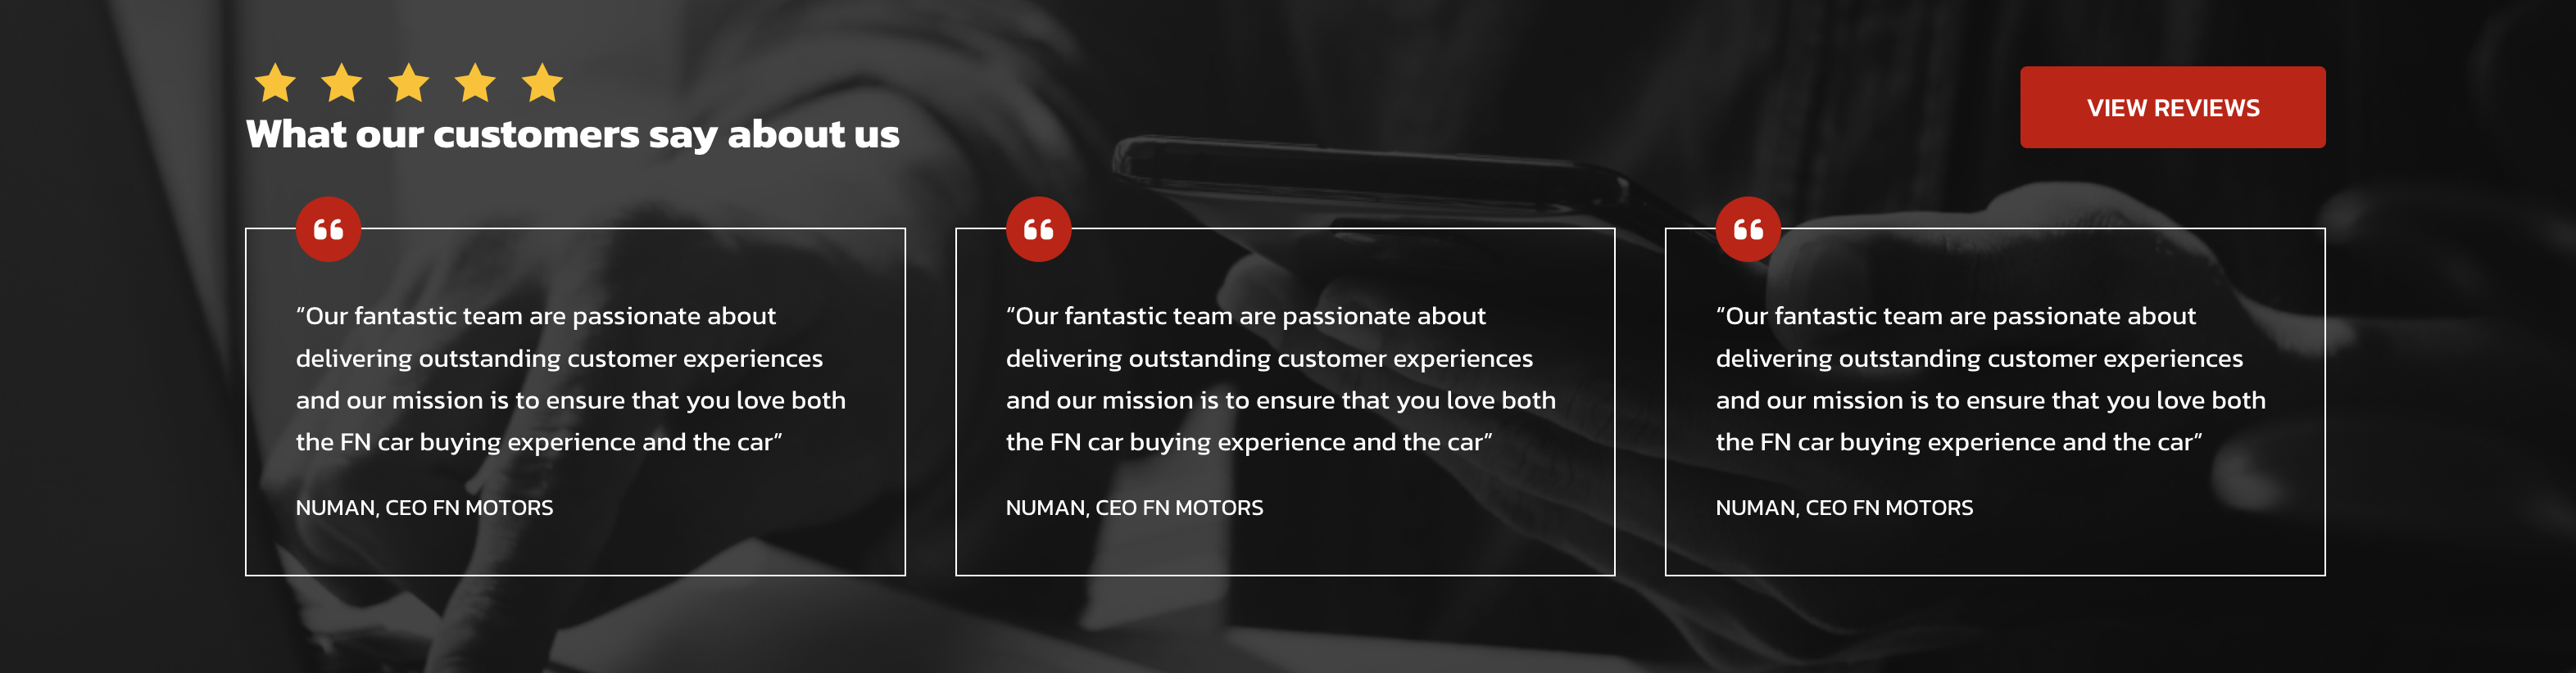 What our customers say about us
VIEW REVIEWS
“Our fantastic team are passionate about
delivering outstanding customer experiences
and our mission is to ensure that you love both
the FN car buying experience and the car”
NUMAN, CEO FN MOTORS
“Our fantastic team are passionate about
delivering outstanding customer experiences
and our mission is to ensure that you love both
the FN car buying experience and the car”
NUMAN, CEO FN MOTORS
“Our fantastic team are passionate about
delivering outstanding customer experiences
and our mission is to ensure that you love both
the FN car buying experience and the car”
NUMAN, CEO FN MOTORS